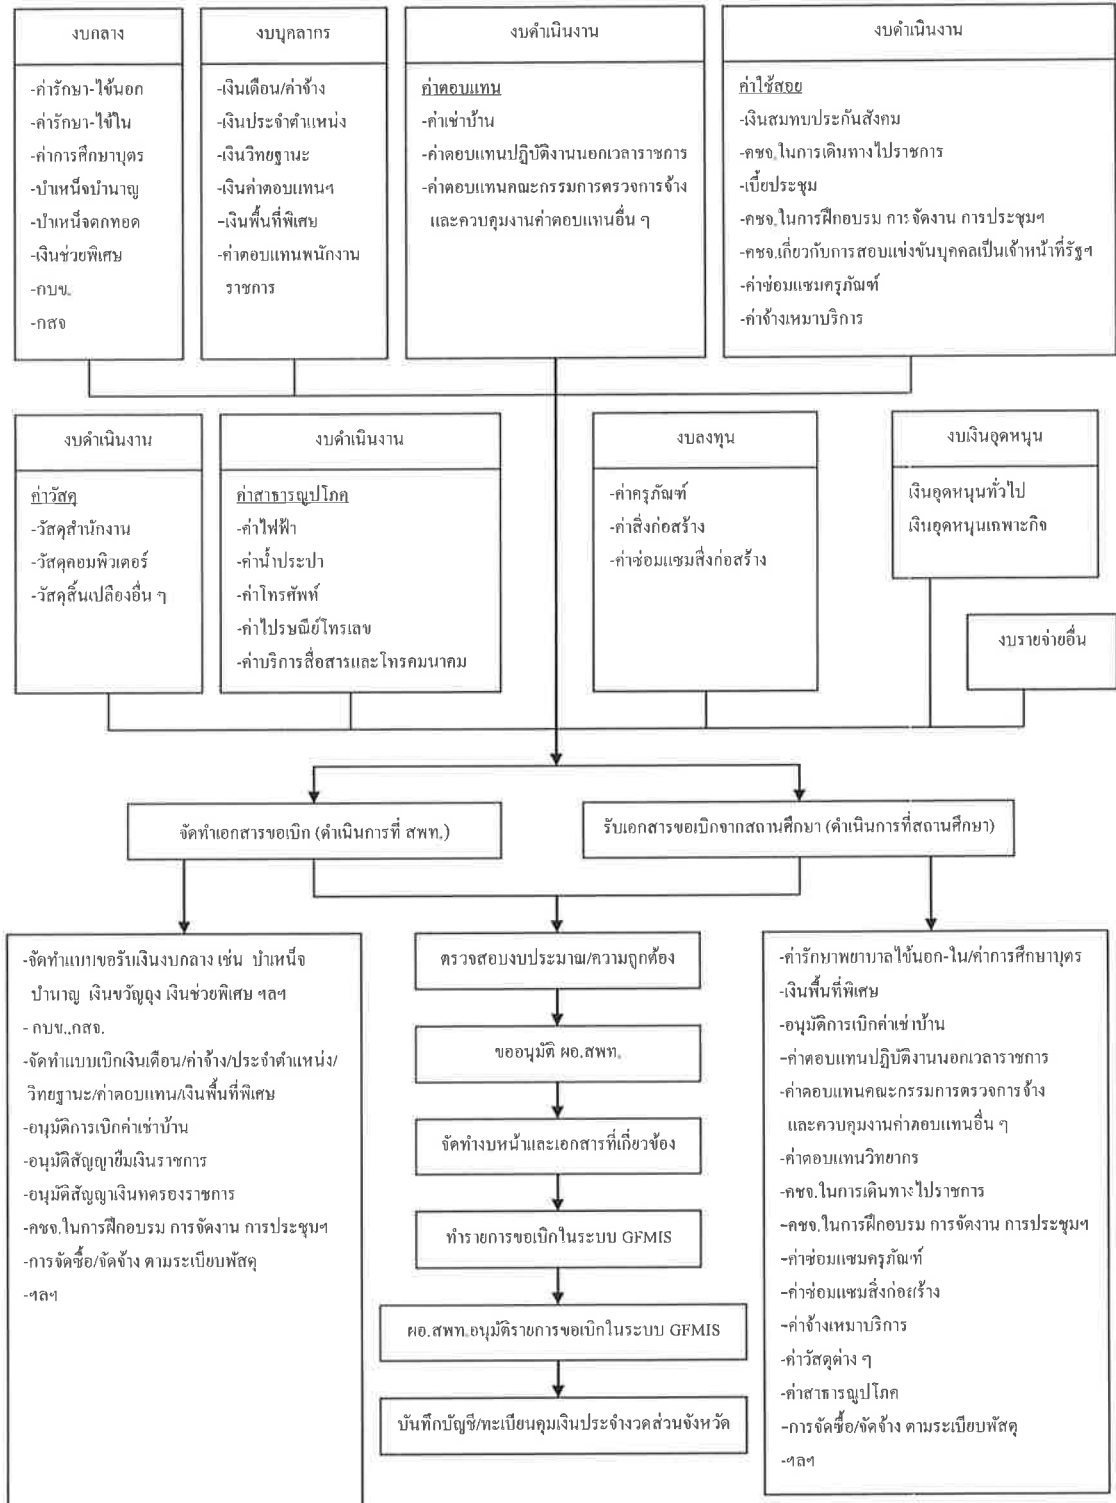 งบกลาง
-ค่ารักษา-ไข้นอก
-ค่ารักษา-ไข้ใน
-ค่าการศึกษาบุตร
-บำเหน็จบำนาญ
-บำเหน็จตกทอด
-เงินช่วยพิเศษ
-กบข.
-กสจ
งบบุคลากร
-เงินเดือน/ค่าจ้าง
-เงินประจำตำแหน่ง
-เงินวิทยฐานะ
-เงินค่าตอบแทนฯ
-เงินพื้นที่พิเศษ
-ค่าตอบแทนพนักงาน
ราชการ
งบดำเนินงาน
ค่าตอบแทน
-ค่าเช่าบ้าน
-ค่าตอบแทนปฏิบัติงานนอกเวลาราชการ
-ค่าตอบแทนคณะกรรมการตรวจการจ้าง
และควบคุมงานค่าตอบแทนอื่น ๆ
งบดำเนินงาน
ค่าใช้สอย
-เงินสมทบประกันสังคม
-คชจ.ในการเดินทางไปราชการ
-เบี้ยประชุม
-คชจ.ในการฝึกอบรม การจัดงาน การประชุมฯ
-คชจ.เกี่ยวกับการสอบแข่งขันบุคคลเป็นเจ้าหน้าที่รัฐฯ
-ค่าซ่อมแซมครุภัณฑ์
-ค่าจ้างเหมาบริการ
งบดำเนินงาน
ค่าวัสดุ
-วัสดุสำนักงาน
-วัสดุคอมพิวเตอร์
-วัสดุสิ้นเปลืองอื่น ๆ
งบดำเนินงาน
ค่าสาธารณูปโภค
-ค่าไฟฟ้า
-ค่าน้ำประปา
-ค่าโทรศัพท์
-ค่าไปรษณีย์โทรเลข
-ค่าบริการสื่อสารและโทรคมนาคม
งบลงทุน
-ค่าครุภัณฑ์
-ค่าสิ่งก่อสร้าง
-ค่าซ่อมแซมสิ่งก่อสร้าง
งบเงินอุดหนุน
เงินอุดหนุนทั่วไป
เงินอุดหนุนเฉพาะกิจ
งบรายจ่ายอื่น
จัดทำเอกสารขอเบิก (ดำเนินการที่ สพท.)
รับเอกสารขอเบิกจากสถานศึกษา (ดำเนินการที่สถานศึกษา)
-จัดทำแบบขอรับเงินงบกลาง เช่น บำเหน็จ
บำนาญ เงินขวัญถุง เงินช่วยพิเศษ ฯลฯ
- กบข.,กสจ.
-จัดทำแบบเบิกเงินเดือน/ค่าจ้าง/ประจำตำแหน่ง/
วิทยฐานะ/ค่าตอบแทน/เงินพื้นที่พิเศษ
-อนุมัติการเบิกค่าเช่าบ้าน
-อนุมัติสัญญายืมเงินราชการ
-อนุมัติสัญญาเงินทดรองราชการ
-คชจ.ในการฝึกอบรม การจัดงาน การประชุมฯ
-การจัดซื้อ/จัดจ้าง ตามระเบียบพัสดุ
-ฯลฯ
ตรวจสอบงบประมาณ/ความถูกต้อง
ขออนุมัติ ผอ.สพท.
จัดทำงบหน้าและเอกสารที่เกี่ยวข้อง
ทำรายการขอเบิกในระบบ GFMIS
ผอ.สพท.อนุมัติรายการขอเบิกในระบบ GFMIS
บันทึกบัญชี/ทะเบียนคุมเงินประจำงวดส่วนจังหวัด
-ค่ารักษาพยาบาลไข้นอก-ใน/ค่าการศึกษาบุตร
-เงินพื้นที่พิเศษ
-อนุมัติการเบิกค่าเช่าบ้าน
-ค่าตอบแทนปฏิบัติงานนอกเวลาราชการ
-ค่าตอบแทนคณะกรรมการตรวจการจ้าง
และควบคุมงานค่าตอบแทนอื่น ๆ
-ค่าตอบแทนวิทยากร
-คชจ.ในการเดินทางไปราชการ
-คชจ.ในการฝึกอบรม การจัดงาน การประชุมฯ
-ค่าซ่อมแซมครุภัณฑ์
-ค่าซ่อมแซมสิ่งก่อสร้าง
-ค่าจ้างเหมาบริการ
-ค่าวัสดุต่าง ๆ
-ค่าสาธารณูปโภค
-การจัดซื้อ/จัดจ้าง ตามระเบียบพัสดุ
-ฯลฯ